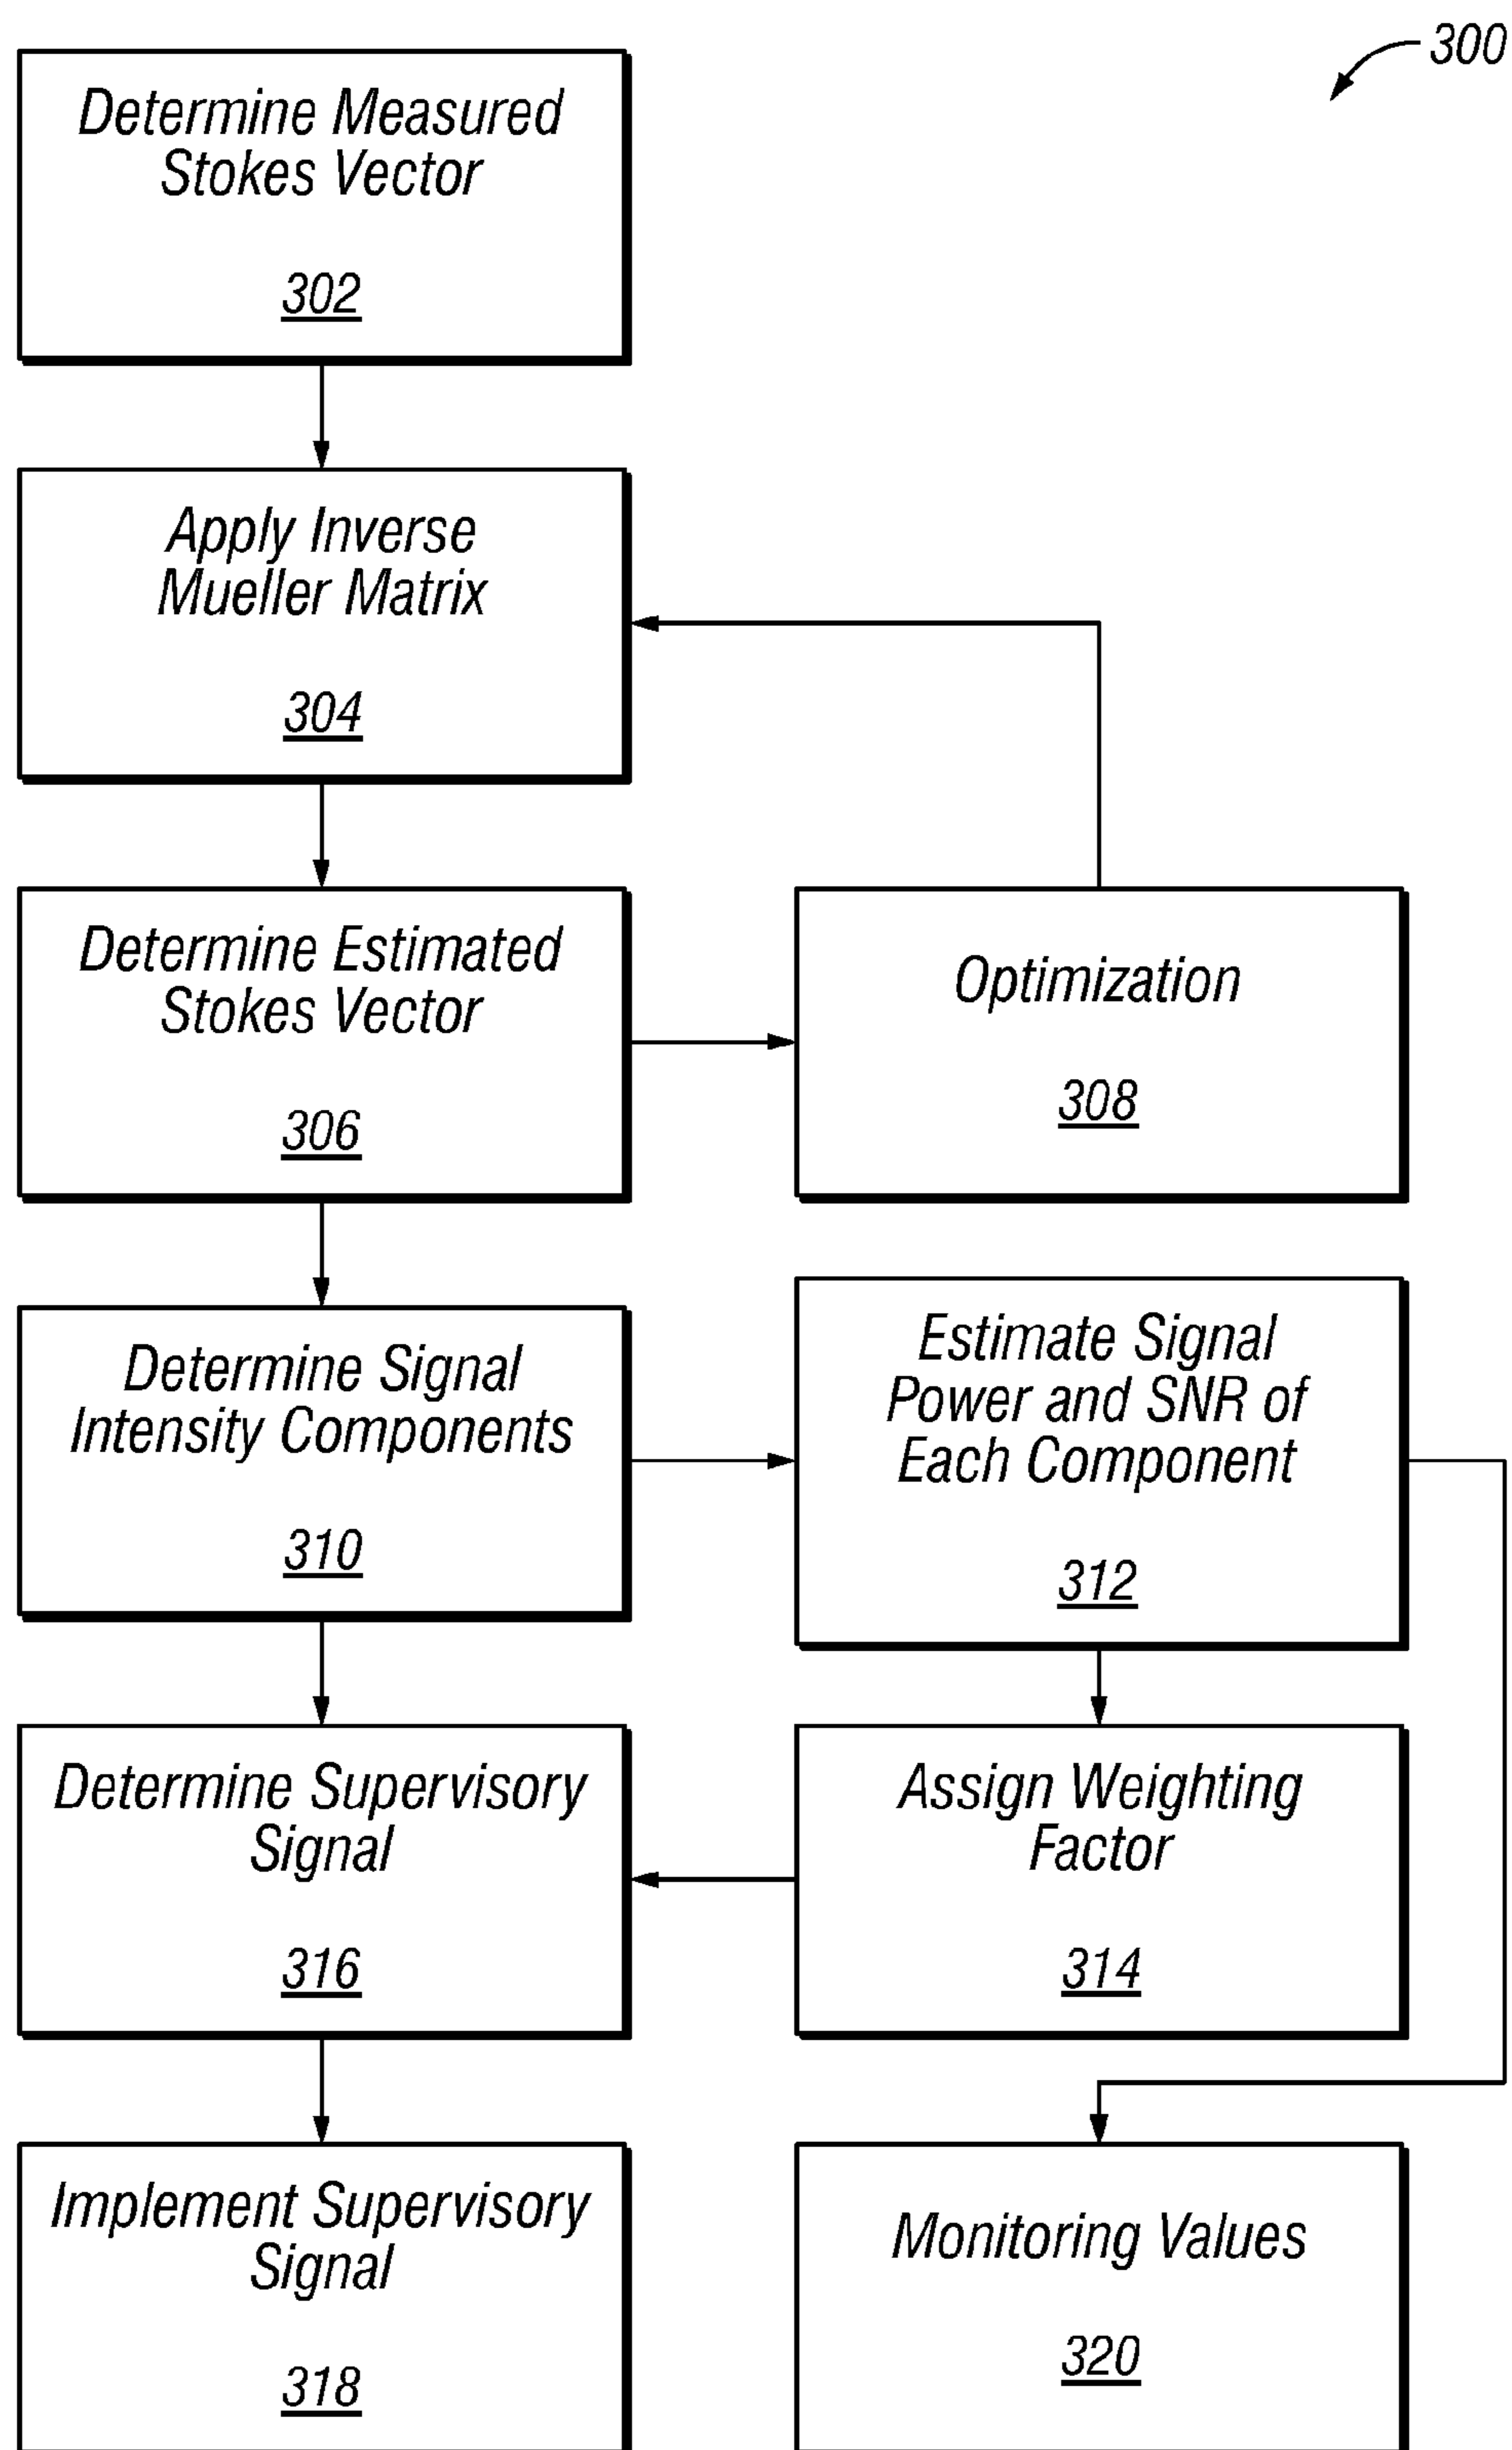 300
Determine Measured
Stokes Vector
302
Apply Inverse
Mueller Matrix
304
Determine Estimated
Stokes Vector
306
Optimization
308
Determine Signal
Intensity Components
310
Estimate Signal
Power and SNR of
Each Component
312
Determine Supervisory
Signal
316
Assign Weighting
Factor
314
Implement Supervisory
Signal
318
Monitoring Values
320